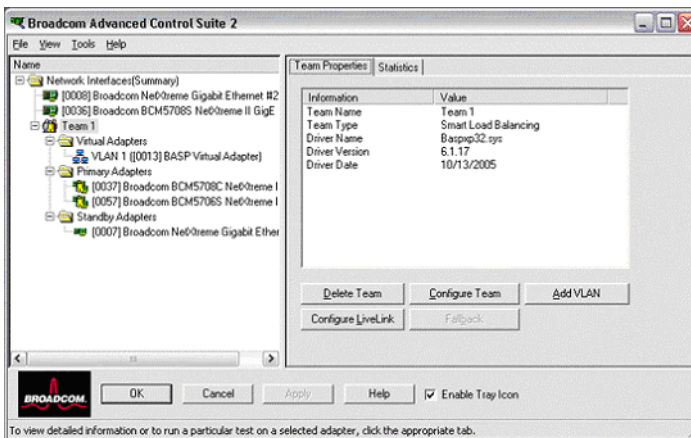 Broadcom Advanced Control Suite 2
File View Tools Help
Name
Network Interfaces(Summary)
[0008] Broadcom NetXtreme Gigabit Ethernet #2
[0036] Broadcom BCM5708S NetXtreme II GigE
Team 1
Virtual Adapters
VLAN 1 ([0013] BASP Virtual Adapter)
Primary Adapters
[0037] Broadcom BCM5708C NetXtreme I
[0057] Broadcom BCM5706S NetXtreme I
Standby Adapters
[0007] Broadcom NetXtreme Gigabit Ether
Team Properties Statistics
Information Value
Team Name Team 1
Team Type Smart Load Balancing
Driver Name Baspxp32.sys
Driver Version 6.1.17
Driver Date 10/13/2005
Delete Team Configure Team Add VLAN
Configure LiveLink Fallback
BROADCOM. OK Cancel Apply Help Enable Tray Icon
To view detailed information or to run a particular test on a selected adapter, click the appropriate tab.